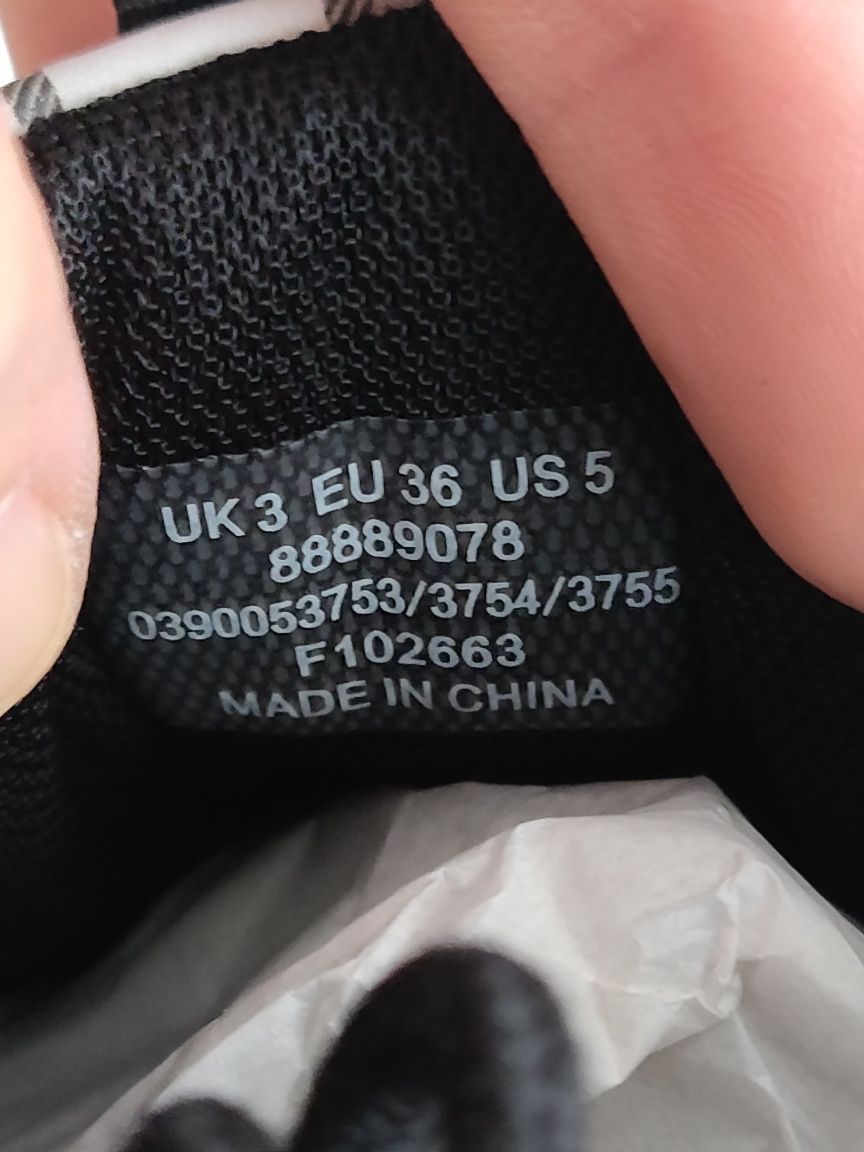 UK 3 EU 36 US 5
88889078
0390053753/3754/3755
F102663
MADE IN CHINA